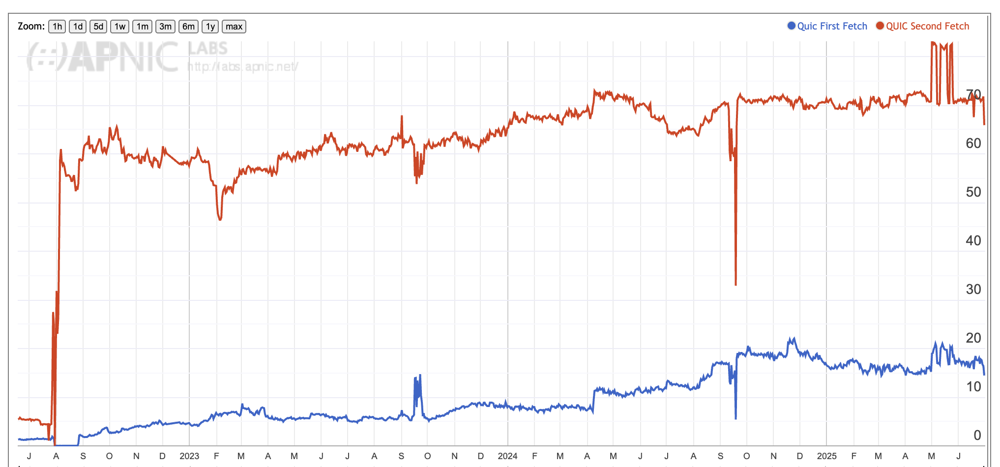 Zoom: 1h 1d 5d 1w 1m 3m 6m 1y max Quic First Fetch QUIC Second Fetch
(::)APNIC LABS
http://labs.apnic.net/
70
60
50
40
30
20
10
0
J A S O N D 2023 F M A M J J A S O N D 2024 F M A M J J A S O N D 2025 F M A M J